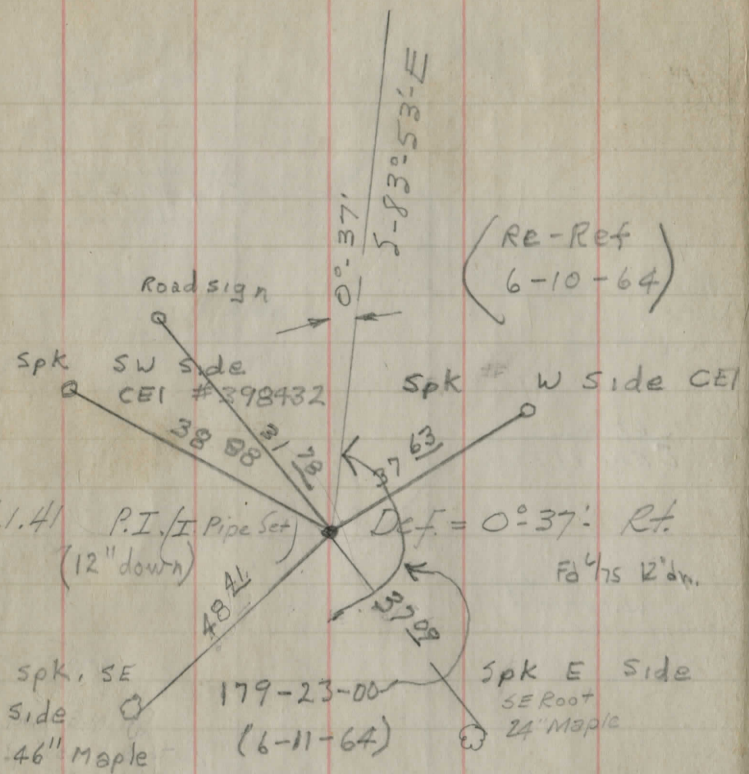 0°-37'
S-83°-53'-E
(Re-Ref
6-10-64)
Road sign
Spk SW Side
CEI #398432
Spk W Side CEI
38 88
31 78
37 63
1.41 P.I. (I Pipe Set)
(12" down)
Def. = 0°-37' Rt.
Fd 4/75 12" dn.
48 41
37 09
Spk. SE
Side
46" Maple
179-23-00
(6-11-64)
Spk E Side
SE Root
24" Maple